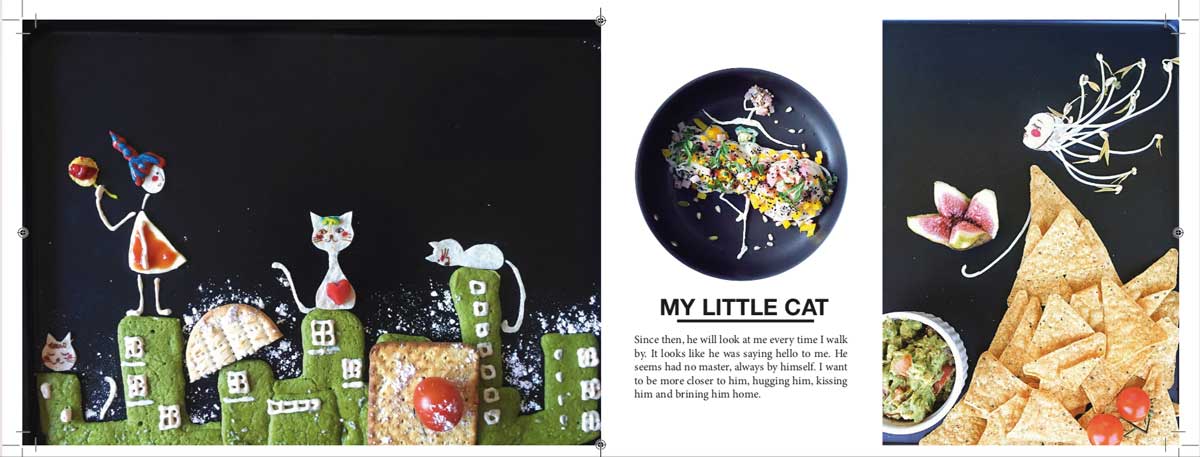 MY LITTLE CAT
Since then, he will look at me every time I walk
by. It looks like he was saying hello to me. He
seems had no master, always by himself. I want
to be more closer to him, hugging him, kissing
him and brining him home.